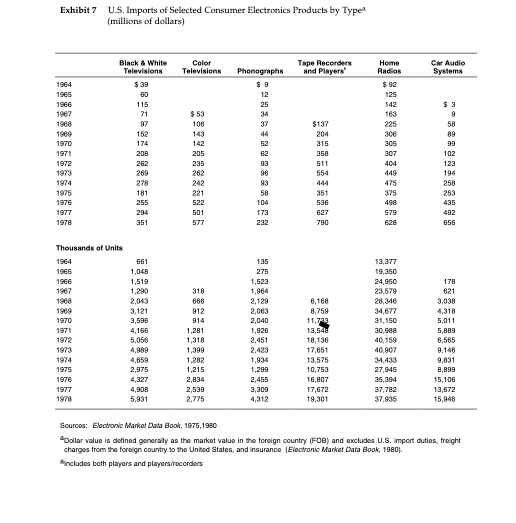 Exhibit 7 U.S. Imports of Selected Consumer Electronics Products by Typeª
(millions of dollars)
Black & White Televisions Color Televisions Phonographs Tape Recorders and Playersᵇ Home Radios Car Audio Systems
1964 $ 39 $ 9 $ 92
1965 60 12 125
1966 115 25 142 $ 3
1967 71 $ 53 34 163 9
1968 97 106 37 $137 225 58
1969 152 143 44 204 306 89
1970 174 142 52 315 305 99
1971 208 205 62 358 307 102
1972 262 235 93 511 404 123
1973 269 262 96 554 449 194
1974 278 242 93 444 475 258
1975 181 221 58 351 375 253
1976 255 522 104 536 498 435
1977 294 501 173 627 579 492
1978 351 577 232 790 628 656
Thousands of Units
1964 661 135 13,377
1965 1,048 275 19,350
1966 1,519 1,523 24,950 178
1967 1,290 318 1,964 23,579 621
1968 2,043 666 2,129 6,168 28,346 3,038
1969 3,121 912 2,063 8,759 34,677 4,318
1970 3,596 914 2,040 31,150 5,011
1971 4,166 1,281 1,926 30,988 5,889
1972 5,056 1,318 2,451 18,136 40,159 6,565
1973 4,989 1,399 2,423 17,651 40,907 9,146
1974 4,659 1,282 1,934 13,575 34,433 9,831
1975 2,975 1,215 1,299 10,753 27,945 8,899
1976 4,327 2,834 2,455 16,807 35,394 15,106
1977 4,908 2,539 3,309 17,672 37,782 13,672
1978 5,931 2,775 4,312 19,301 37,935 15,946
Sources: Electronic Market Data Book, 1975,1980
ªDollar value is defined generally as the market value in the foreign country (FOB) and excludes U.S. import duties, freight
charges from the foreign country to the United States, and insurance (Electronic Market Data Book, 1980).
ªIncludes both players and players/recorders